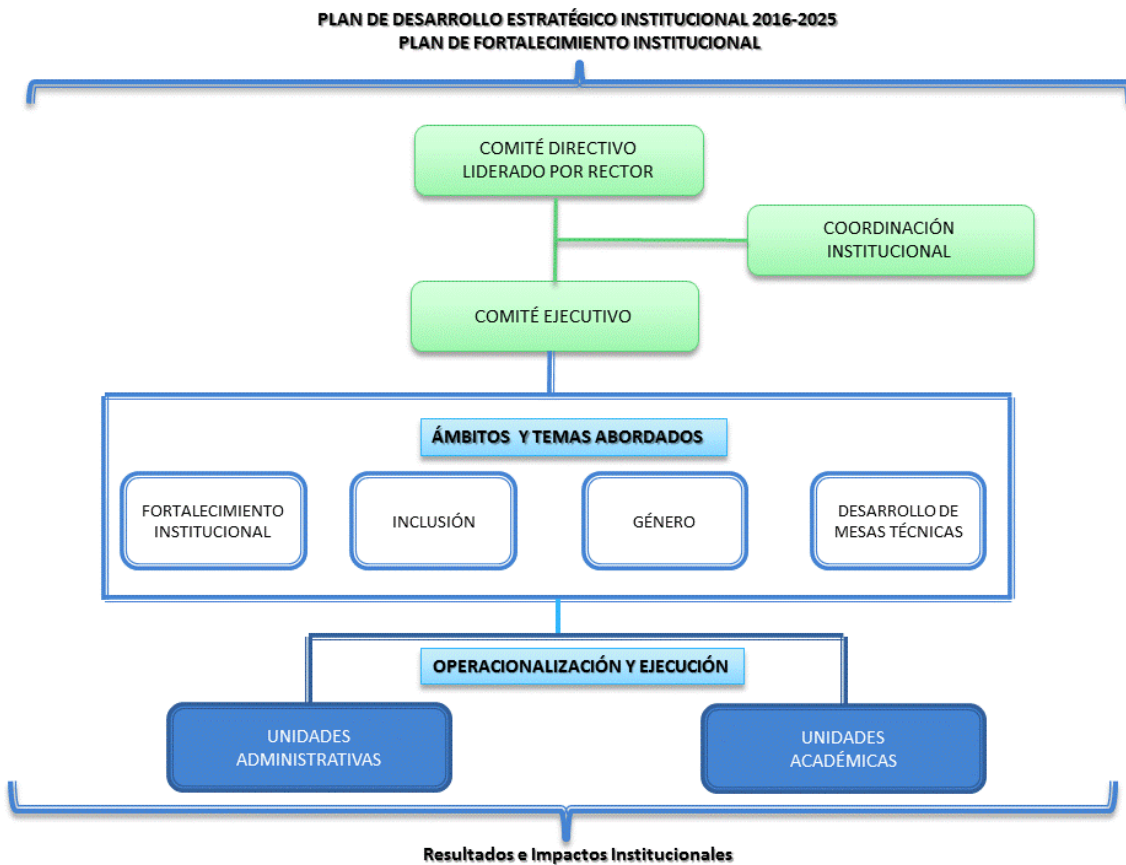 PLAN DE DESARROLLO ESTRATÉGICO INSTITUCIONAL 2016-2025
PLAN DE FORTALECIMIENTO INSTITUCIONAL
COMITÉ DIRECTIVO
LIDERADO POR RECTOR
COORDINACIÓN
INSTITUCIONAL
COMITÉ EJECUTIVO
ÁMBITOS Y TEMAS ABORDADOS
FORTALECIMIENTO
INSTITUCIONAL
INCLUSIÓN
GÉNERO
DESARROLLO DE
MESAS TÉCNICAS
OPERACIONALIZACIÓN Y EJECUCIÓN
UNIDADES
ADMINISTRATIVAS
UNIDADES
ACADÉMICAS
Resultados e Impactos Institucionales